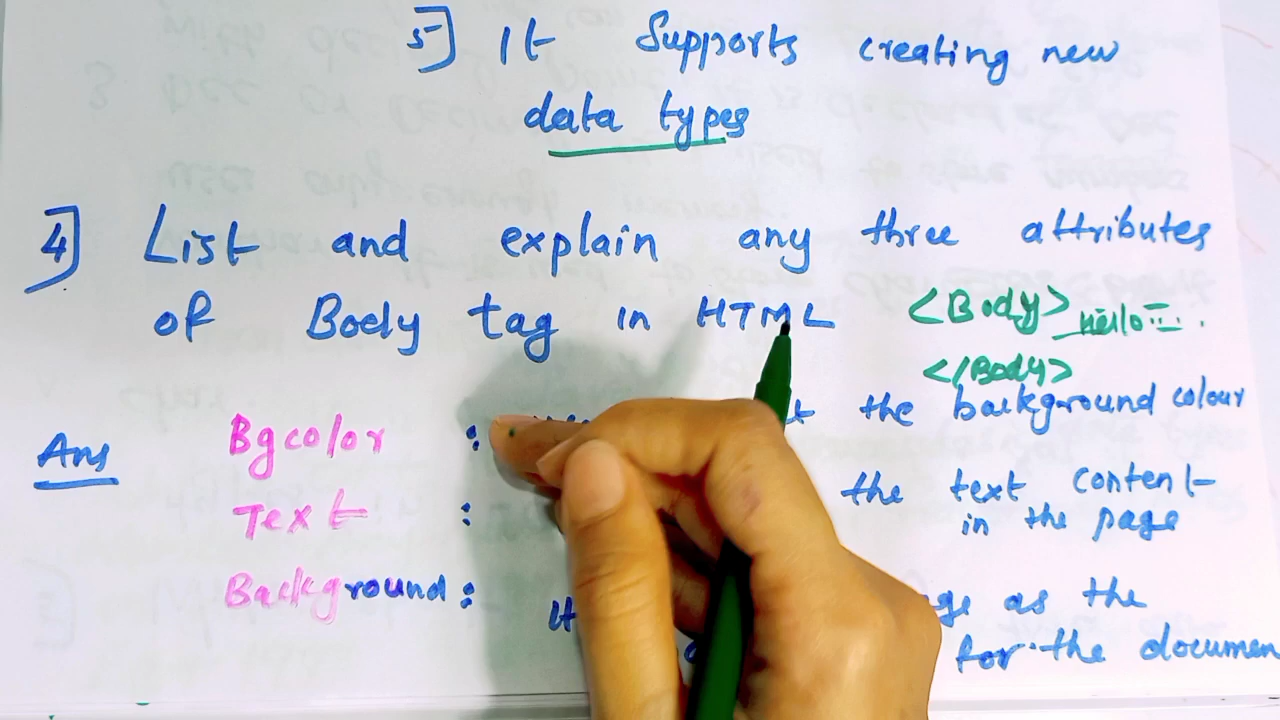 5] It Supports creating new
data types
4] List and explain any three attributes
of Body tag in HTML
<Body> Hello...
</Body>
Ans Bgcolor : the background colour
Text : the text content
in the page
Background : as the
for the documen